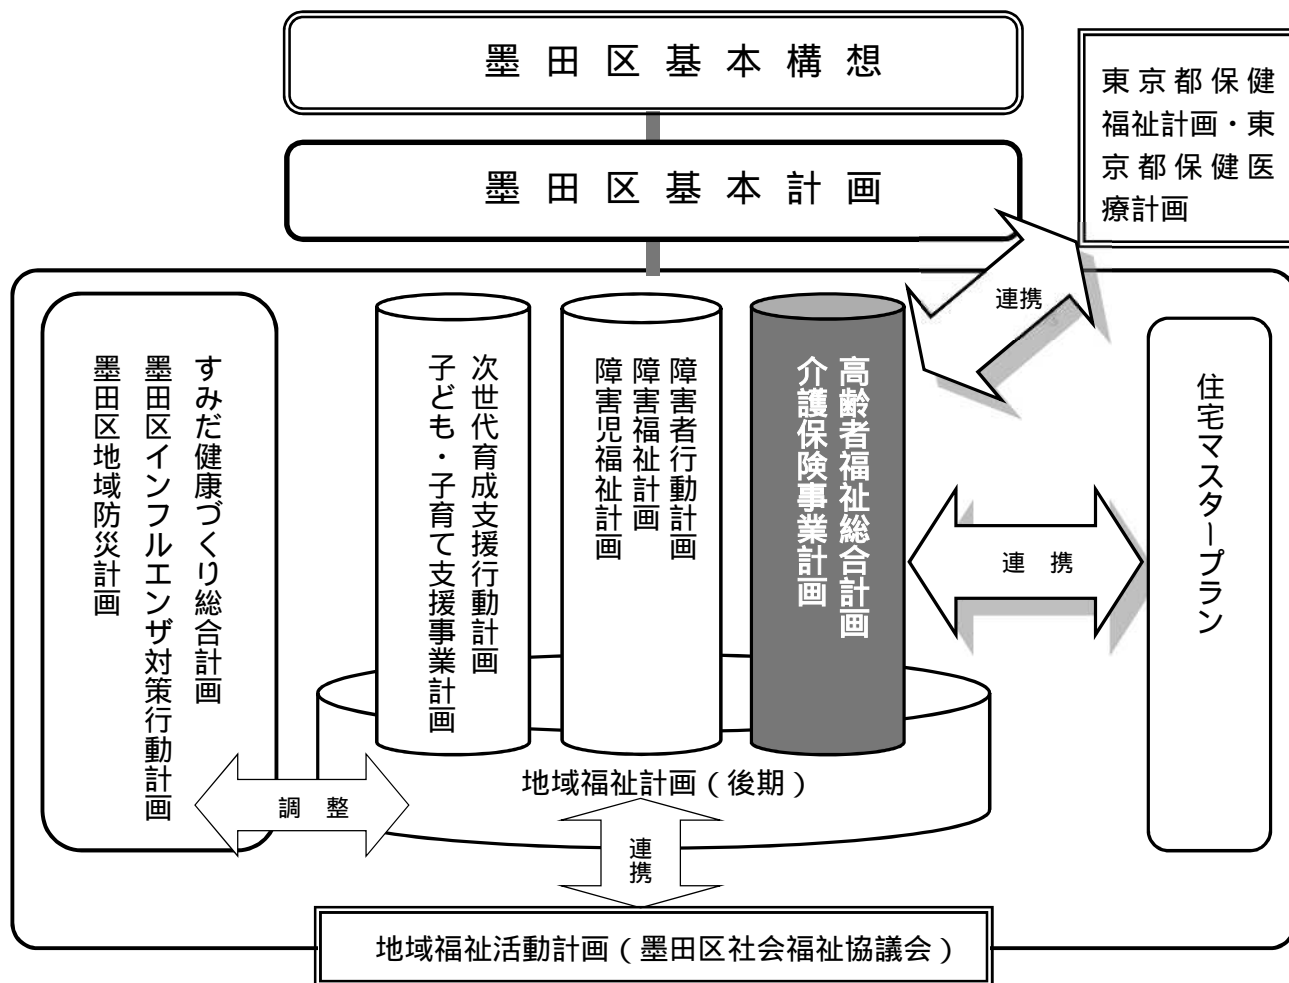 墨田区基本構想
東京都保健
福祉計画・東
京都保健医
療計画
墨田区基本計画
連携
すみだ健康づくり総合計画
墨田区インフルエンザ対策行動計画
墨田区地域防災計画
次世代育成支援行動計画
子ども・子育て支援事業計画
障害者行動計画
障害福祉計画
障害児福祉計画
高齢者福祉総合計画
介護保険事業計画
連　携
住宅マスタープラン
地域福祉計画（後期）
調　整
連携
地域福祉活動計画（墨田区社会福祉協議会）